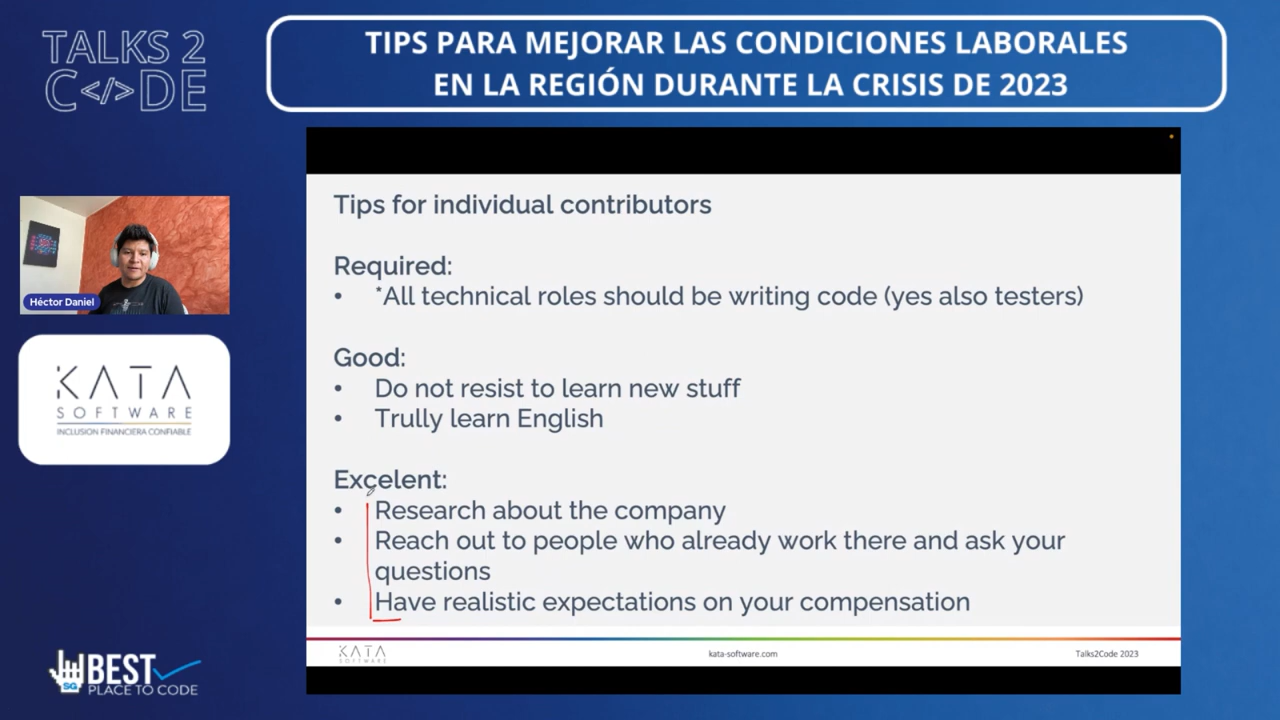 TALKS 2
C</>DE
TIPS PARA MEJORAR LAS CONDICIONES LABORALES
EN LA REGIÓN DURANTE LA CRISIS DE 2023
Héctor Daniel
KATA
SOFTWARE
INCLUSION FINANCIERA CONFIABLE
SG
BEST
PLACE TO CODE
Tips for individual contributors
Required:
• *All technical roles should be writing code (yes also testers)
Good:
• Do not resist to learn new stuff
• Trully learn English
Excelent:
• Research about the company
• Reach out to people who already work there and ask your
questions
• Have realistic expectations on your compensation
KATA
SOFTWARE
kata-software.com
Talks2Code 2023